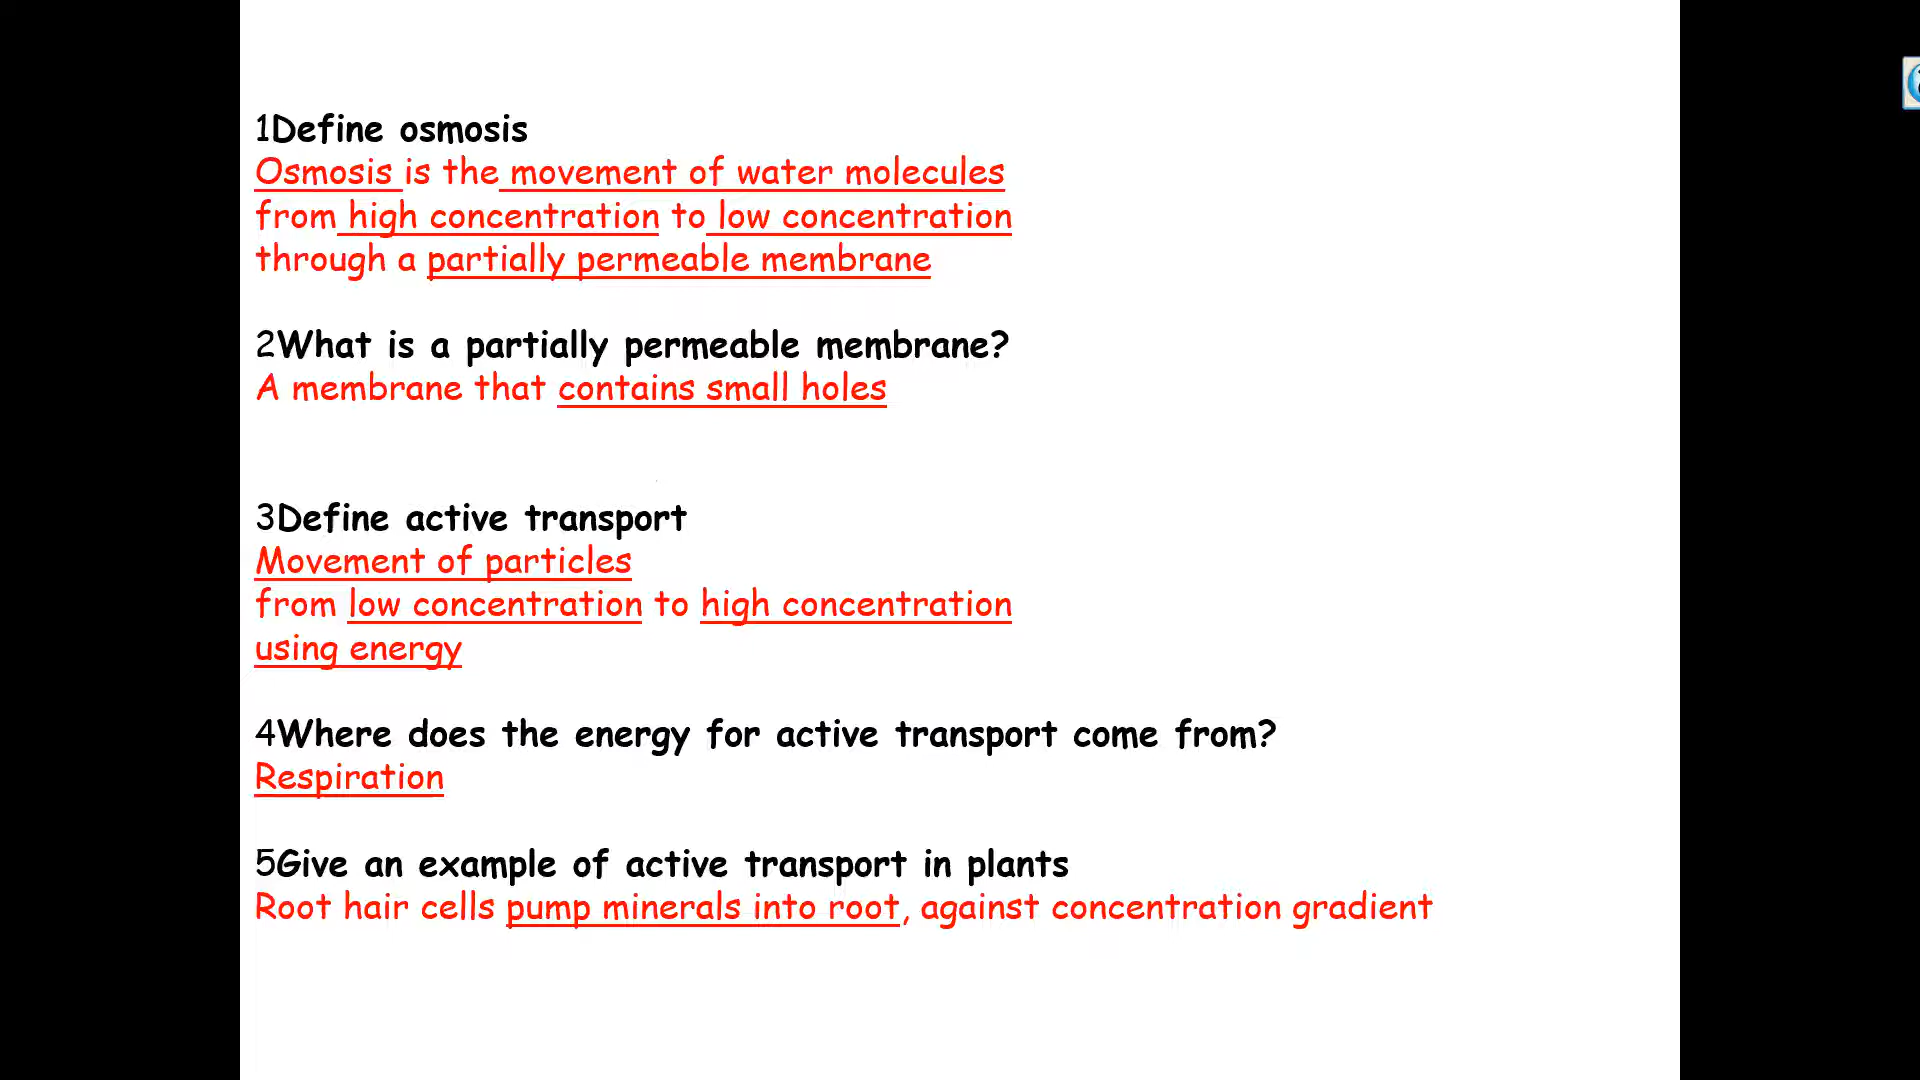 1Define osmosis
Osmosis is the movement of water molecules
from high concentration to low concentration
through a partially permeable membrane
2What is a partially permeable membrane?
A membrane that contains small holes
3Define active transport
Movement of particles
from low concentration to high concentration
using energy
4Where does the energy for active transport come from?
Respiration
5Give an example of active transport in plants
Root hair cells pump minerals into root, against concentration gradient